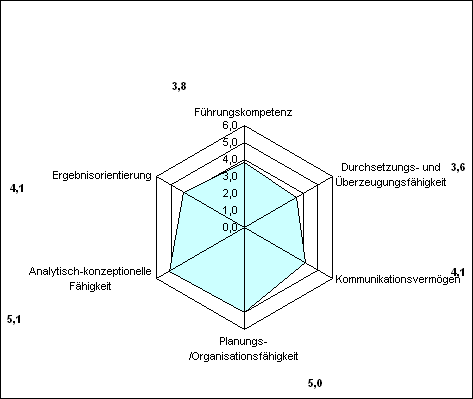 3,8
Führungskompetenz
6,0
5,0
4,0
3,0
2,0
1,0
0,0
Durchsetzungs- und
Überzeugungsfähigkeit
3,6
Ergebnisorientierung
4,1
Analytisch-konzeptionelle
Fähigkeit
5,1
Kommunikationsvermögen
4,1
Planungs-
/Organisationsfähigkeit
5,0